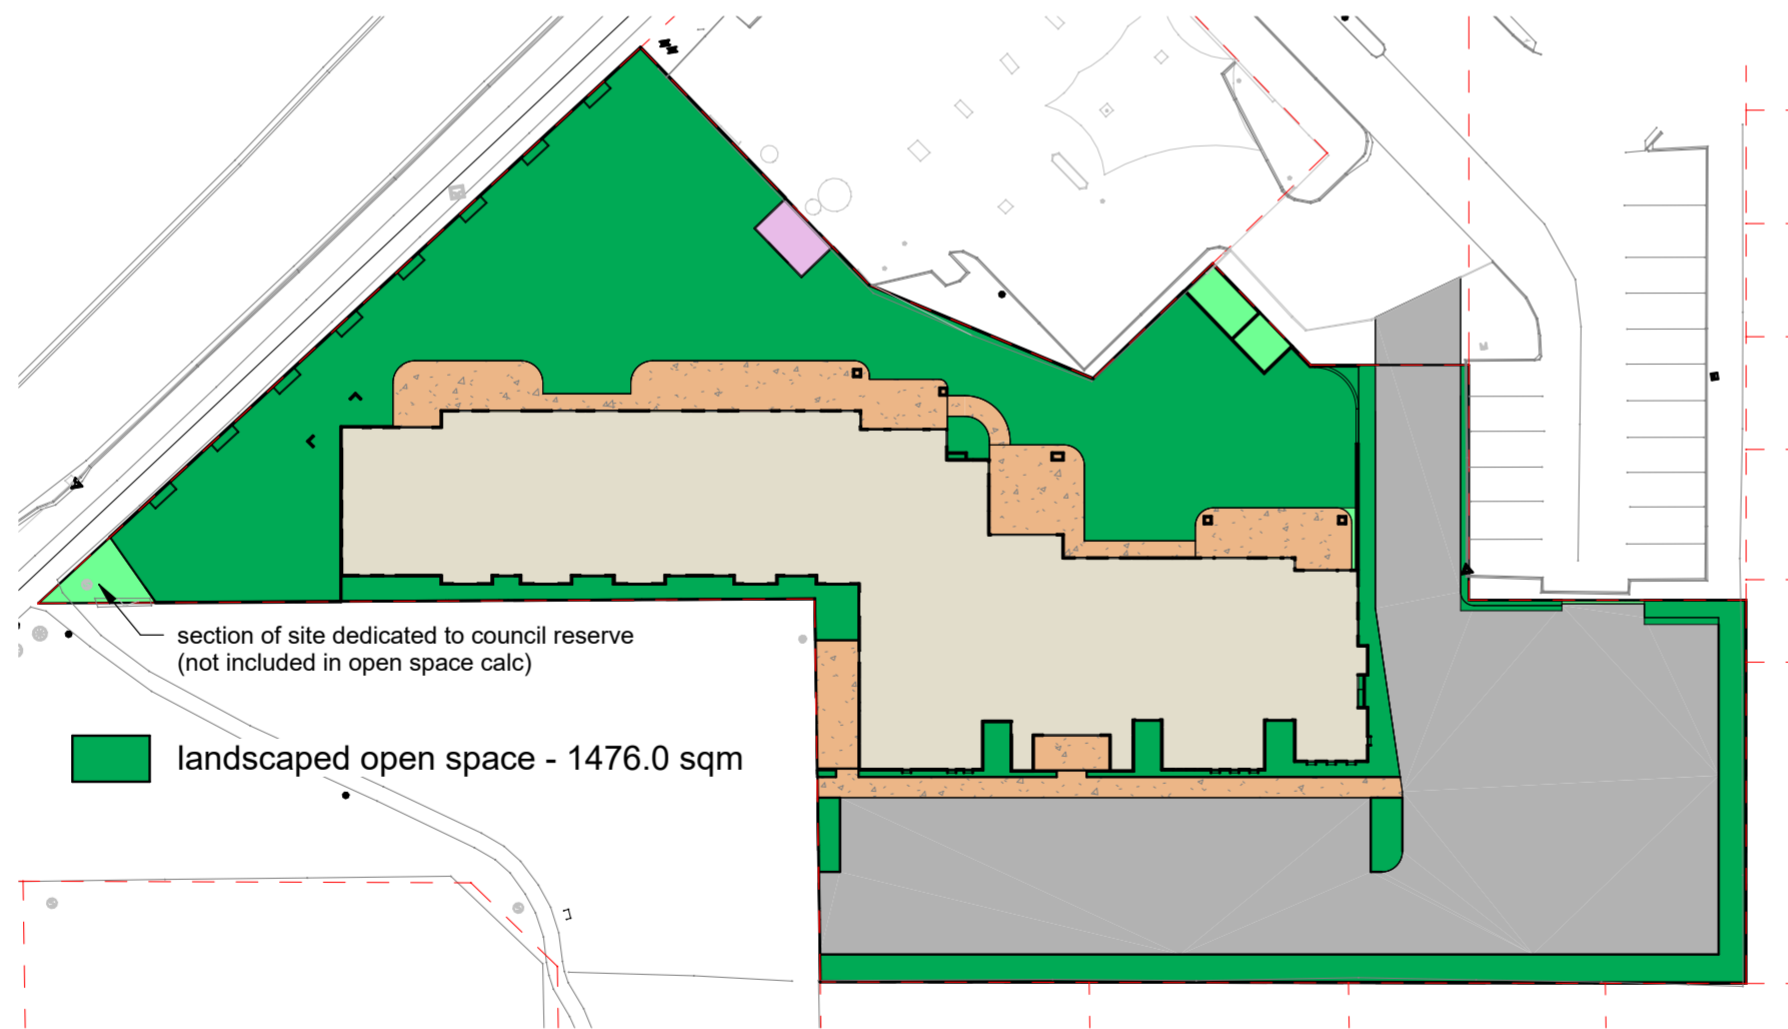 section of site dedicated to council reserve
(not included in open space calc)
landscaped open space - 1476.0 sqm